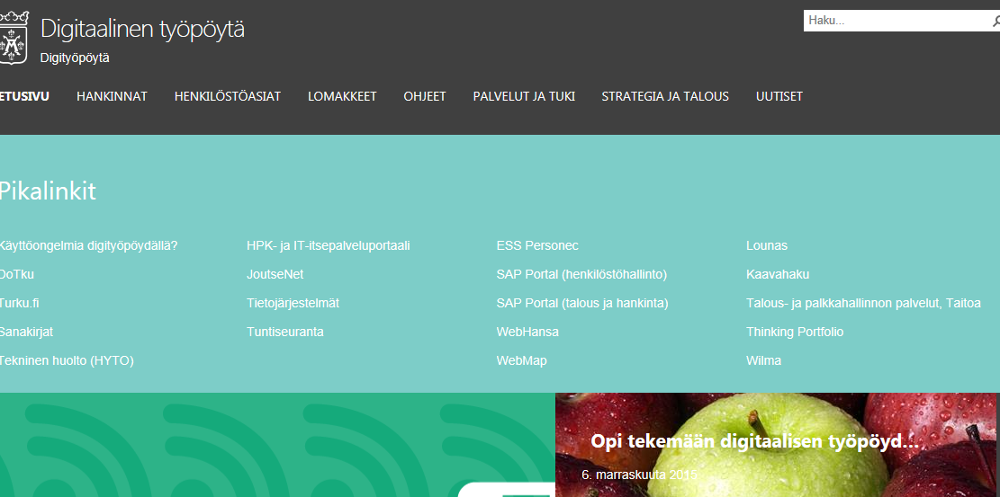 Digitaalinen työpöytä
Haku...
Digityöpöytä
ETUSIVU HANKINNAT HENKILÖSTÖASIAT LOMAKKEET OHJEET PALVELUT JA TUKI STRATEGIA JA TALOUS UUTISET
Pikalinkit
Käyttöongelmia digityöpöydällä? HPK- ja IT-itsepalveluportaali ESS Personec Lounas
DoTku JoutseNet SAP Portal (henkilöstöhallinto) Kaavahaku
Turku.fi Tietojärjestelmät SAP Portal (talous ja hankinta) Talous- ja palkkahallinnon palvelut, Taitoa
Sanakirjat Tuntiseuranta WebHansa Thinking Portfolio
Tekninen huolto (HYTO) WebMap Wilma
Opi tekemään digitaalisen työpöyd...
6. marraskuuta 2015